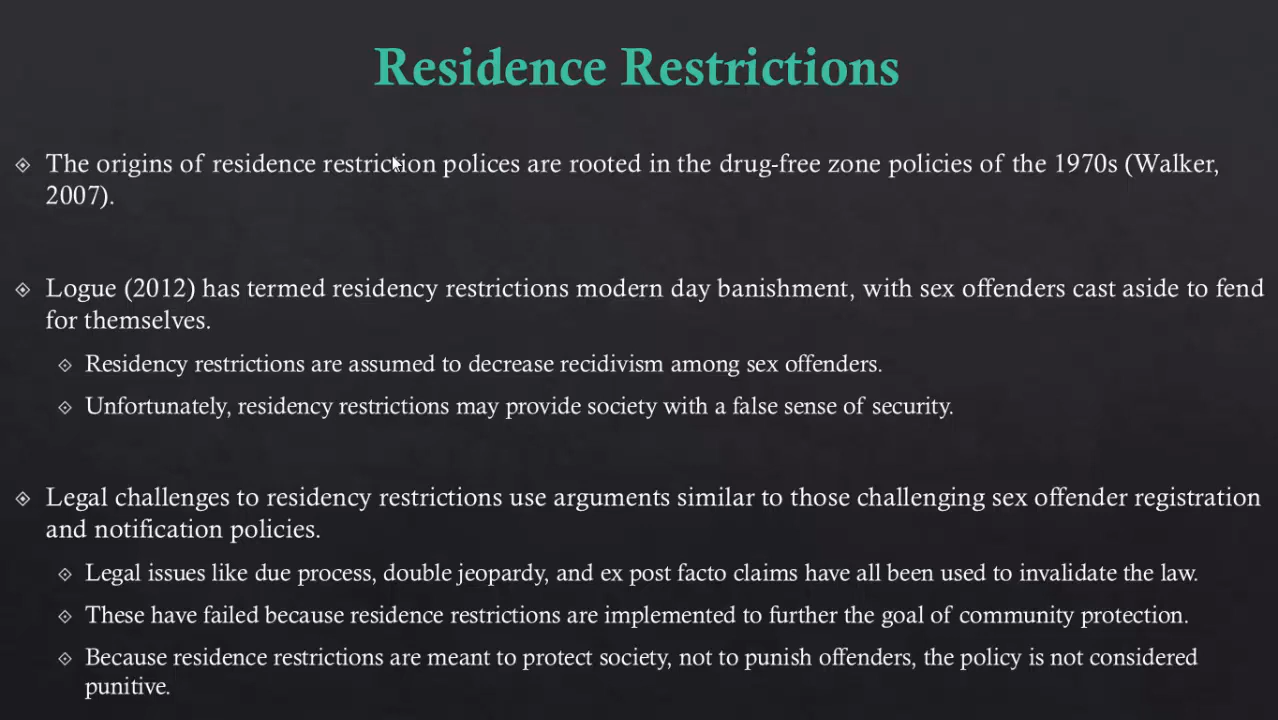 Residence Restrictions
The origins of residence restriction polices are rooted in the drug-free zone policies of the 1970s (Walker,
2007).
Logue (2012) has termed residency restrictions modern day banishment, with sex offenders cast aside to fend
for themselves.
Residency restrictions are assumed to decrease recidivism among sex offenders.
Unfortunately, residency restrictions may provide society with a false sense of security.
Legal challenges to residency restrictions use arguments similar to those challenging sex offender registration
and notification policies.
Legal issues like due process, double jeopardy, and ex post facto claims have all been used to invalidate the law.
These have failed because residence restrictions are implemented to further the goal of community protection.
Because residence restrictions are meant to protect society, not to punish offenders, the policy is not considered
punitive.